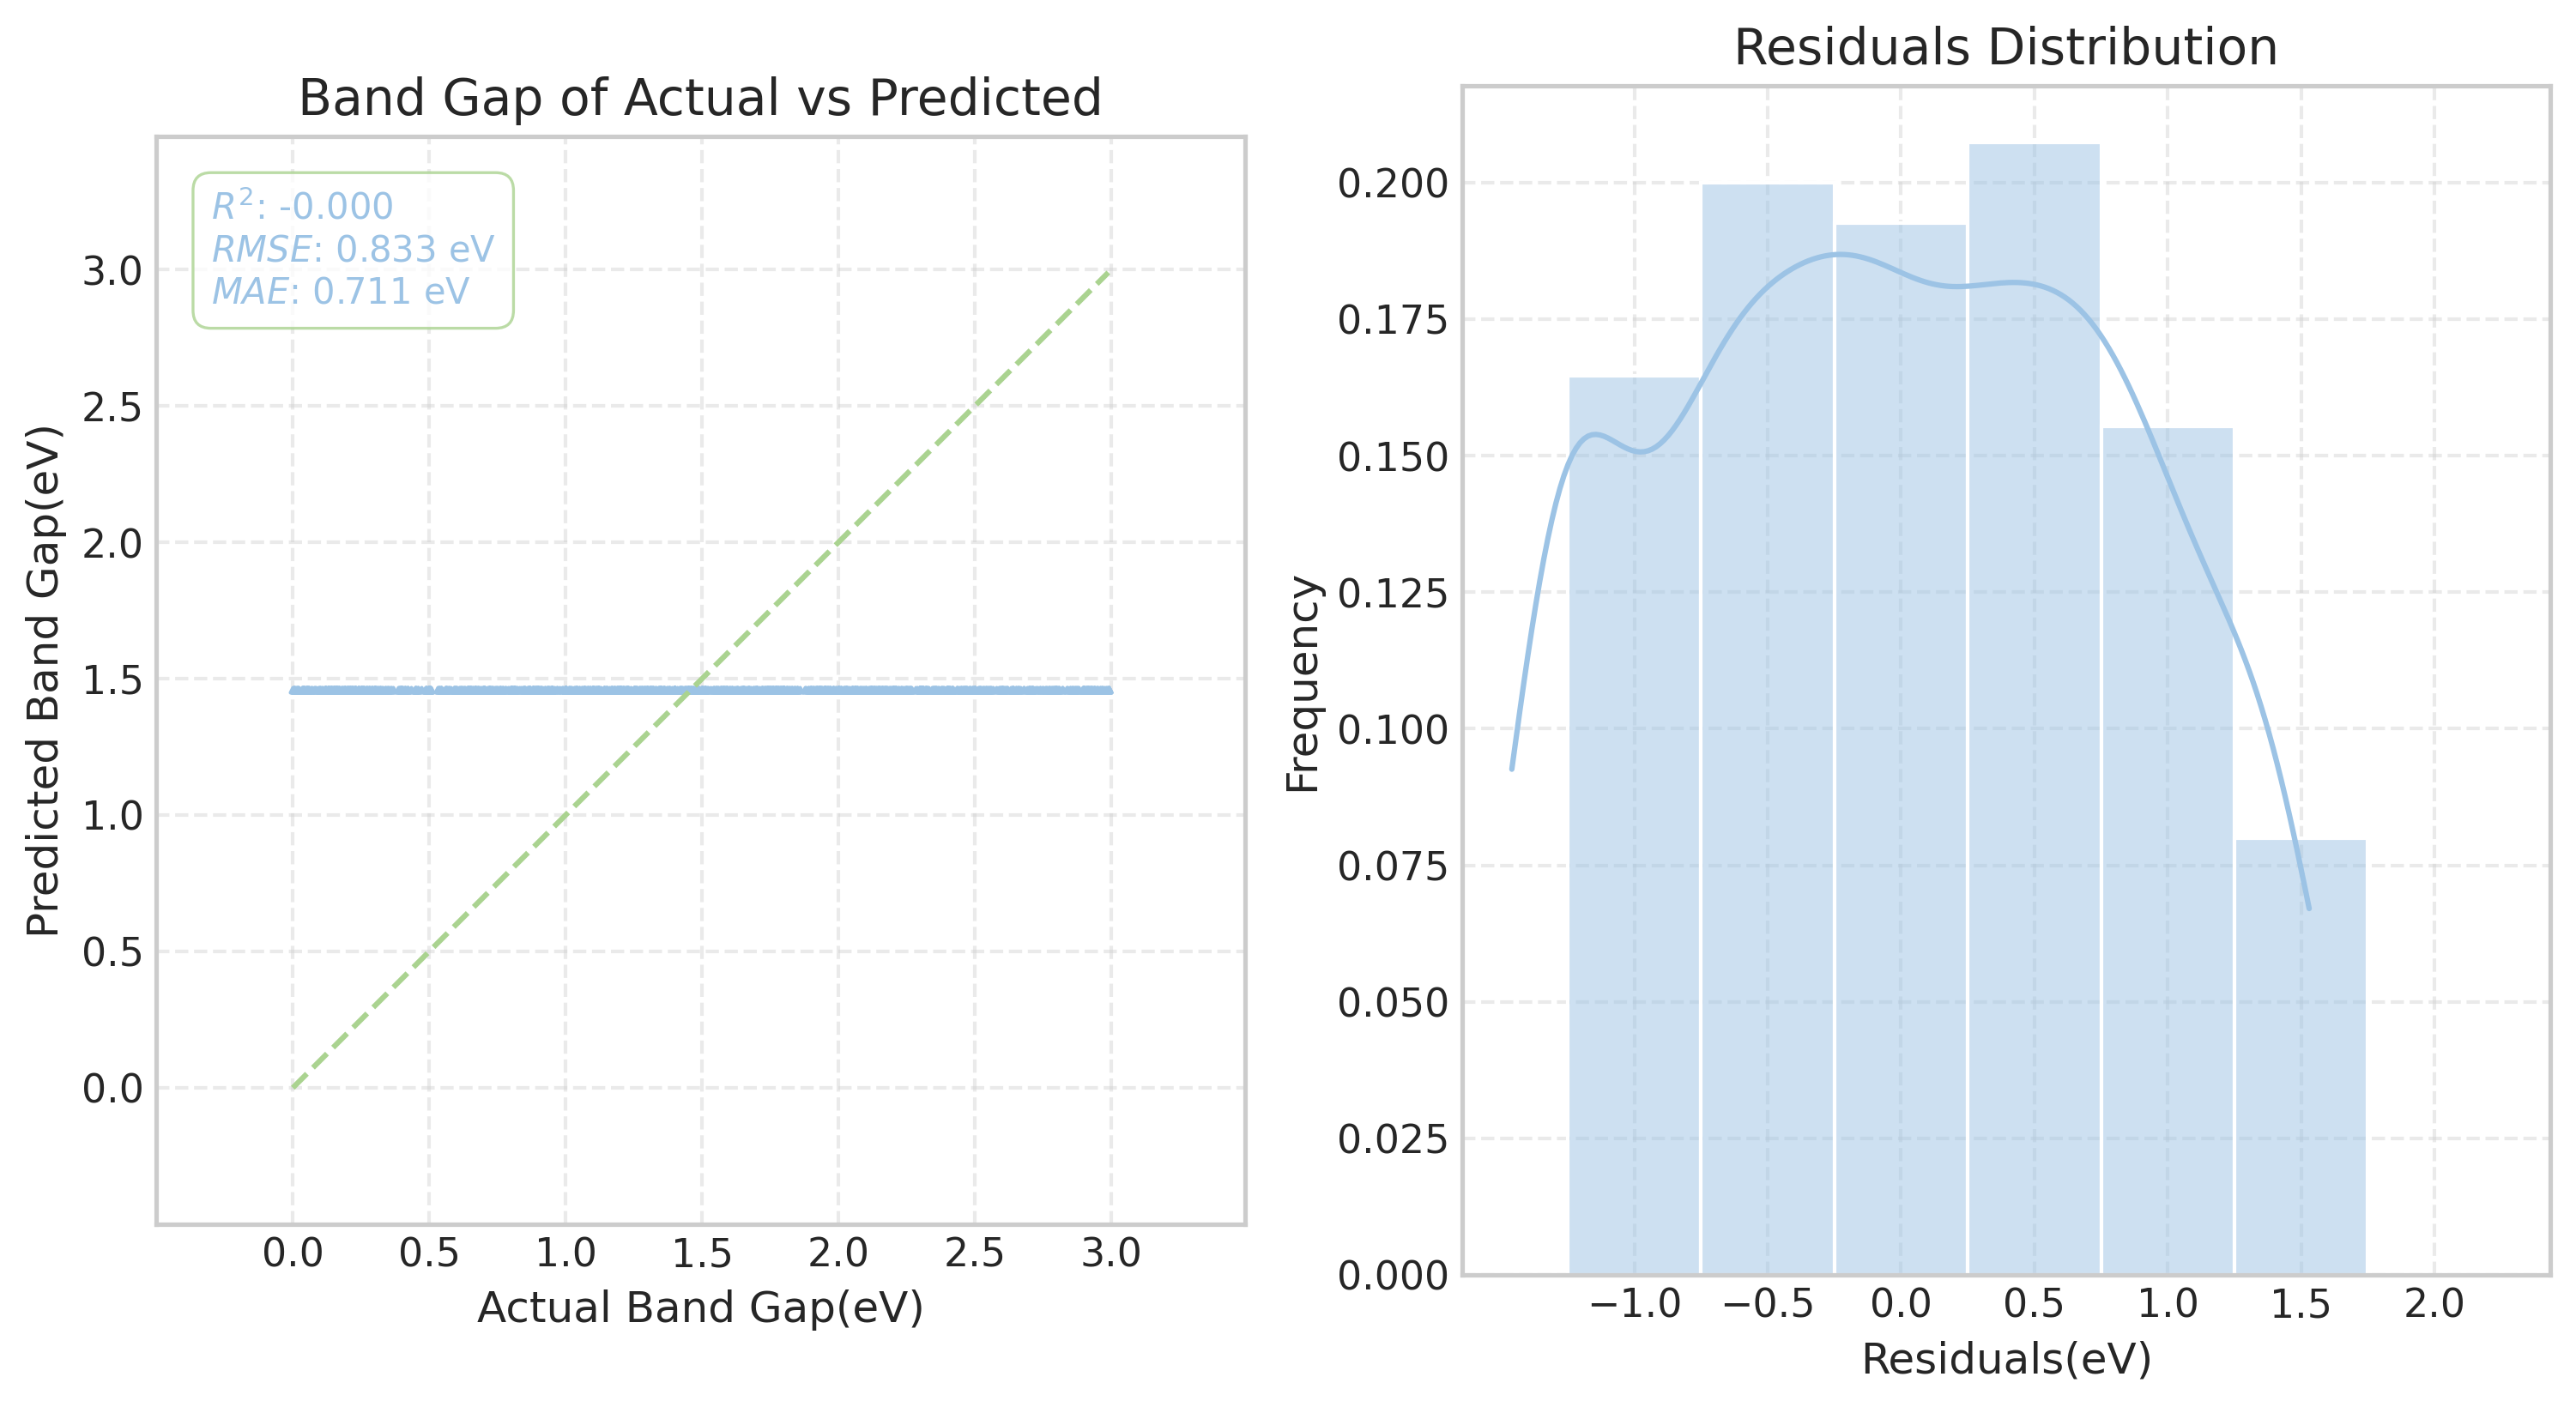 Band Gap of Actual vs Predicted
R²: -0.000
RMSE: 0.833 eV
MAE: 0.711 eV
Predicted Band Gap(eV)
3.0
2.5
2.0
1.5
1.0
0.5
0.0
0.0 0.5 1.0 1.5 2.0 2.5 3.0
Actual Band Gap(eV)
Residuals Distribution
Frequency
0.200
0.175
0.150
0.125
0.100
0.075
0.050
0.025
0.000
−1.0 −0.5 0.0 0.5 1.0 1.5 2.0
Residuals(eV)